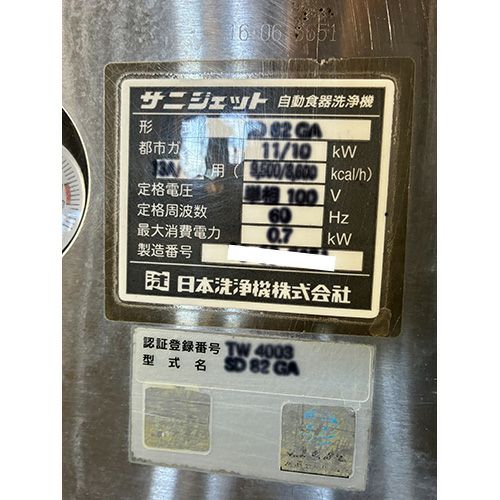 サニジェット 自動食器洗浄機
形 式 SD 82 GA
都市ガ 11/10 kW
13A 用 ( 9,500/8,600 kcal/h)
定格電圧 単相 100 V
定格周波数 60 Hz
最大消費電力 0.7 kW
製造番号
日本洗浄機株式会社
認証登録番号 TW 4003
型式名 SD 82 GA